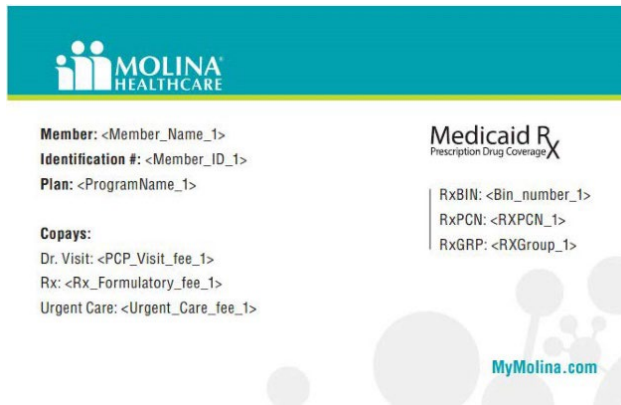 MOLINA
HEALTHCARE
Member: <Member_Name_1>
Identification #: <Member_ID_1>
Plan: <ProgramName_1>
Copays:
Dr. Visit: <PCP_Visit_fee_1>
Rx: <Rx_Formulatory_fee_1>
Urgent Care: <Urgent_Care_fee_1>
Medicaid Rx
Prescription Drug Coverage
RxBIN: <Bin_number_1>
RxPCN: <RXPCN_1>
RxGRP: <RXGroup_1>
MyMolina.com